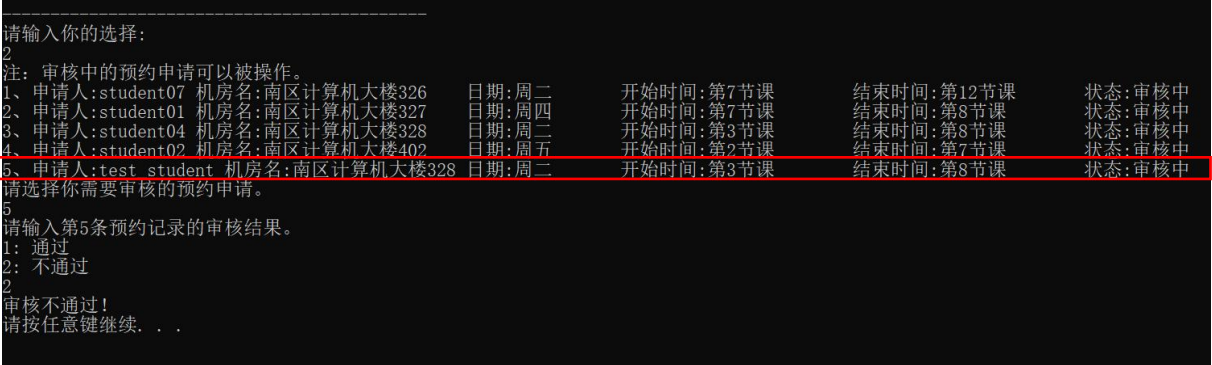 --------------------------------------------
请输入你的选择:
2
注: 审核中的预约申请可以被操作。
1、申请人:student07 机房名:南区计算机大楼326 日期:周二 开始时间:第7节课 结束时间:第12节课 状态:审核中
2、申请人:student01 机房名:南区计算机大楼327 日期:周四 开始时间:第7节课 结束时间:第8节课 状态:审核中
3、申请人:student04 机房名:南区计算机大楼328 日期:周二 开始时间:第3节课 结束时间:第8节课 状态:审核中
4、申请人:student02 机房名:南区计算机大楼402 日期:周五 开始时间:第2节课 结束时间:第7节课 状态:审核中
5、申请人:test_student 机房名:南区计算机大楼328 日期:周二 开始时间:第3节课 结束时间:第8节课 状态:审核中
请选择你需要审核的预约申请。
5
请输入第5条预约记录的审核结果。
1: 通过
2: 不通过
2
审核不通过!
请按任意键继续. . .